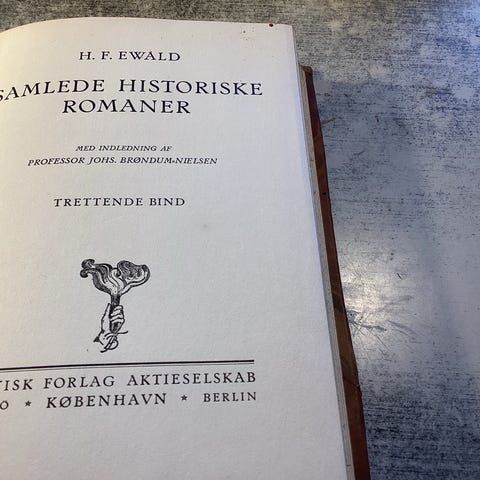 H. F. EWALD
SAMLEDE HISTORISKE
ROMANER
MED INDLEDNING AF
PROFESSOR JOHS. BRØNDUM-NIELSEN
TRETTENDE BIND
FORLAG AKTIESELSKAB
★ KØBENHAVN ★ BERLIN